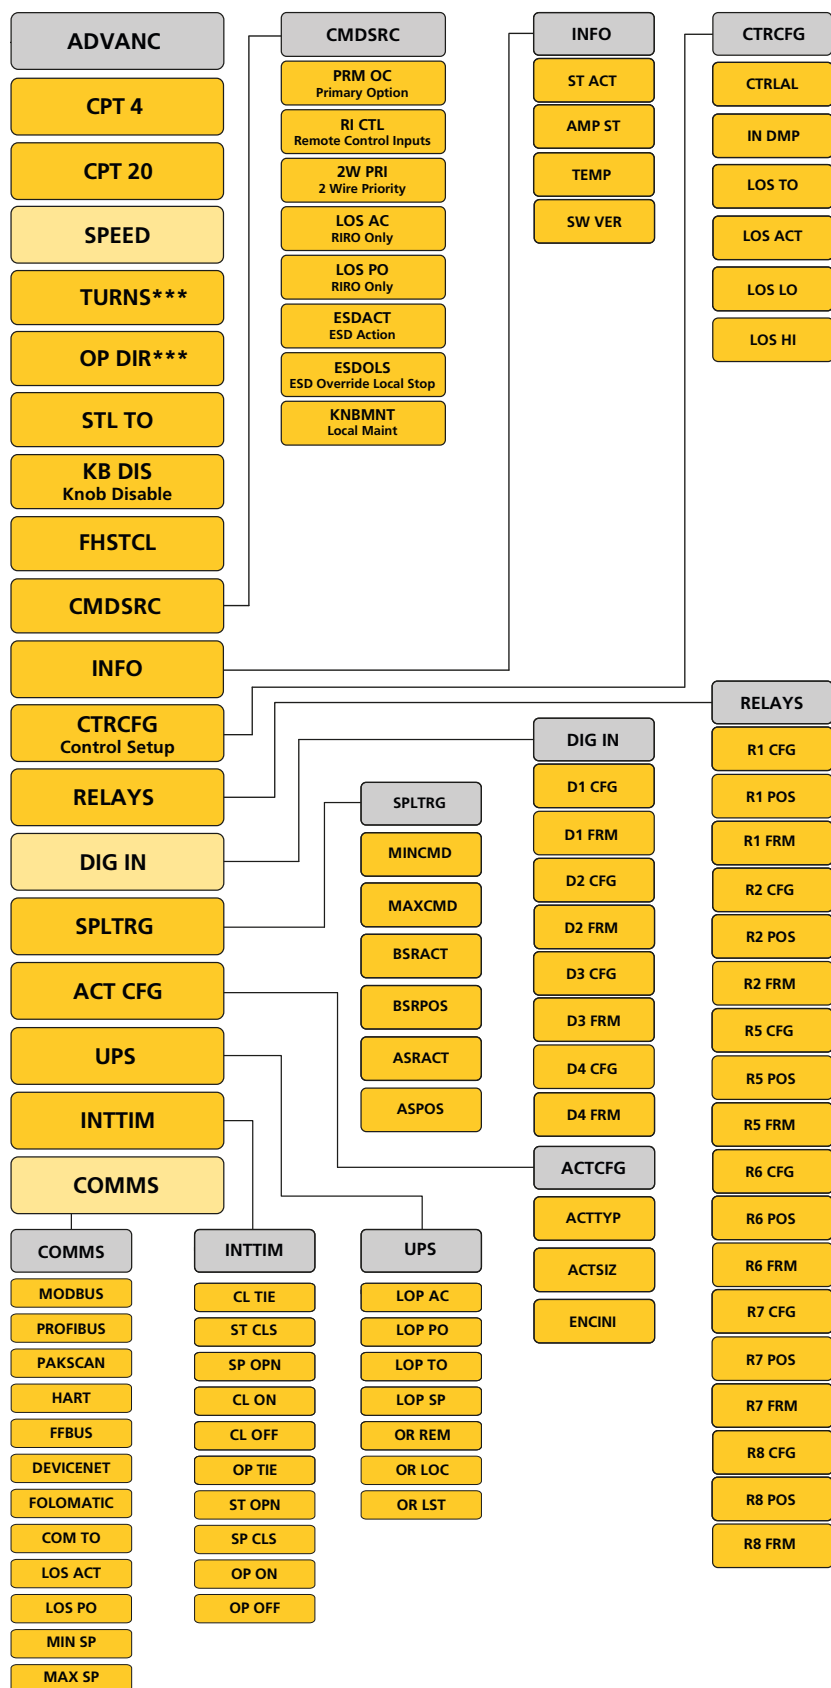 ADVANC
CPT 4
CPT 20
SPEED
TURNS***
OP DIR***
STL TO
KB DIS
Knob Disable
FHSTCL
CMDSRC
INFO
CTRCFG
Control Setup
RELAYS
DIG IN
SPLTRG
ACT CFG
UPS
INTTIM
COMMS
CMDSRC
PRM OC
Primary Option
RI CTL
Remote Control Inputs
2W PRI
2 Wire Priority
LOS AC
RIRO Only
LOS PO
RIRO Only
ESDACT
ESD Action
ESDOLS
ESD Override Local Stop
KNBMNT
Local Maint
INFO
ST ACT
AMP ST
TEMP
SW VER
CTRCFG
CTRLAL
IN DMP
LOS TO
LOS ACT
LOS LO
LOS HI
RELAYS
R1 CFG
R1 POS
R1 FRM
R2 CFG
R2 POS
R2 FRM
R5 CFG
R5 POS
R5 FRM
R6 CFG
R6 POS
R6 FRM
R7 CFG
R7 POS
R7 FRM
R8 CFG
R8 POS
R8 FRM
DIG IN
D1 CFG
D1 FRM
D2 CFG
D2 FRM
D3 CFG
D3 FRM
D4 CFG
D4 FRM
SPLTRG
MINCMD
MAXCMD
BSRACT
BSRPOS
ASRACT
ASPOS
ACTCFG
ACTTYP
ACTSIZ
ENCINI
COMMS
MODBUS
PROFIBUS
PAKSCAN
HART
FFBUS
DEVICENET
FOLOMATIC
COM TO
LOS ACT
LOS PO
MIN SP
MAX SP
INTTIM
CL TIE
ST CLS
SP OPN
CL ON
CL OFF
OP TIE
ST OPN
SP CLS
OP ON
OP OFF
UPS
LOP AC
LOP PO
LOP TO
LOP SP
OR REM
OR LOC
OR LST